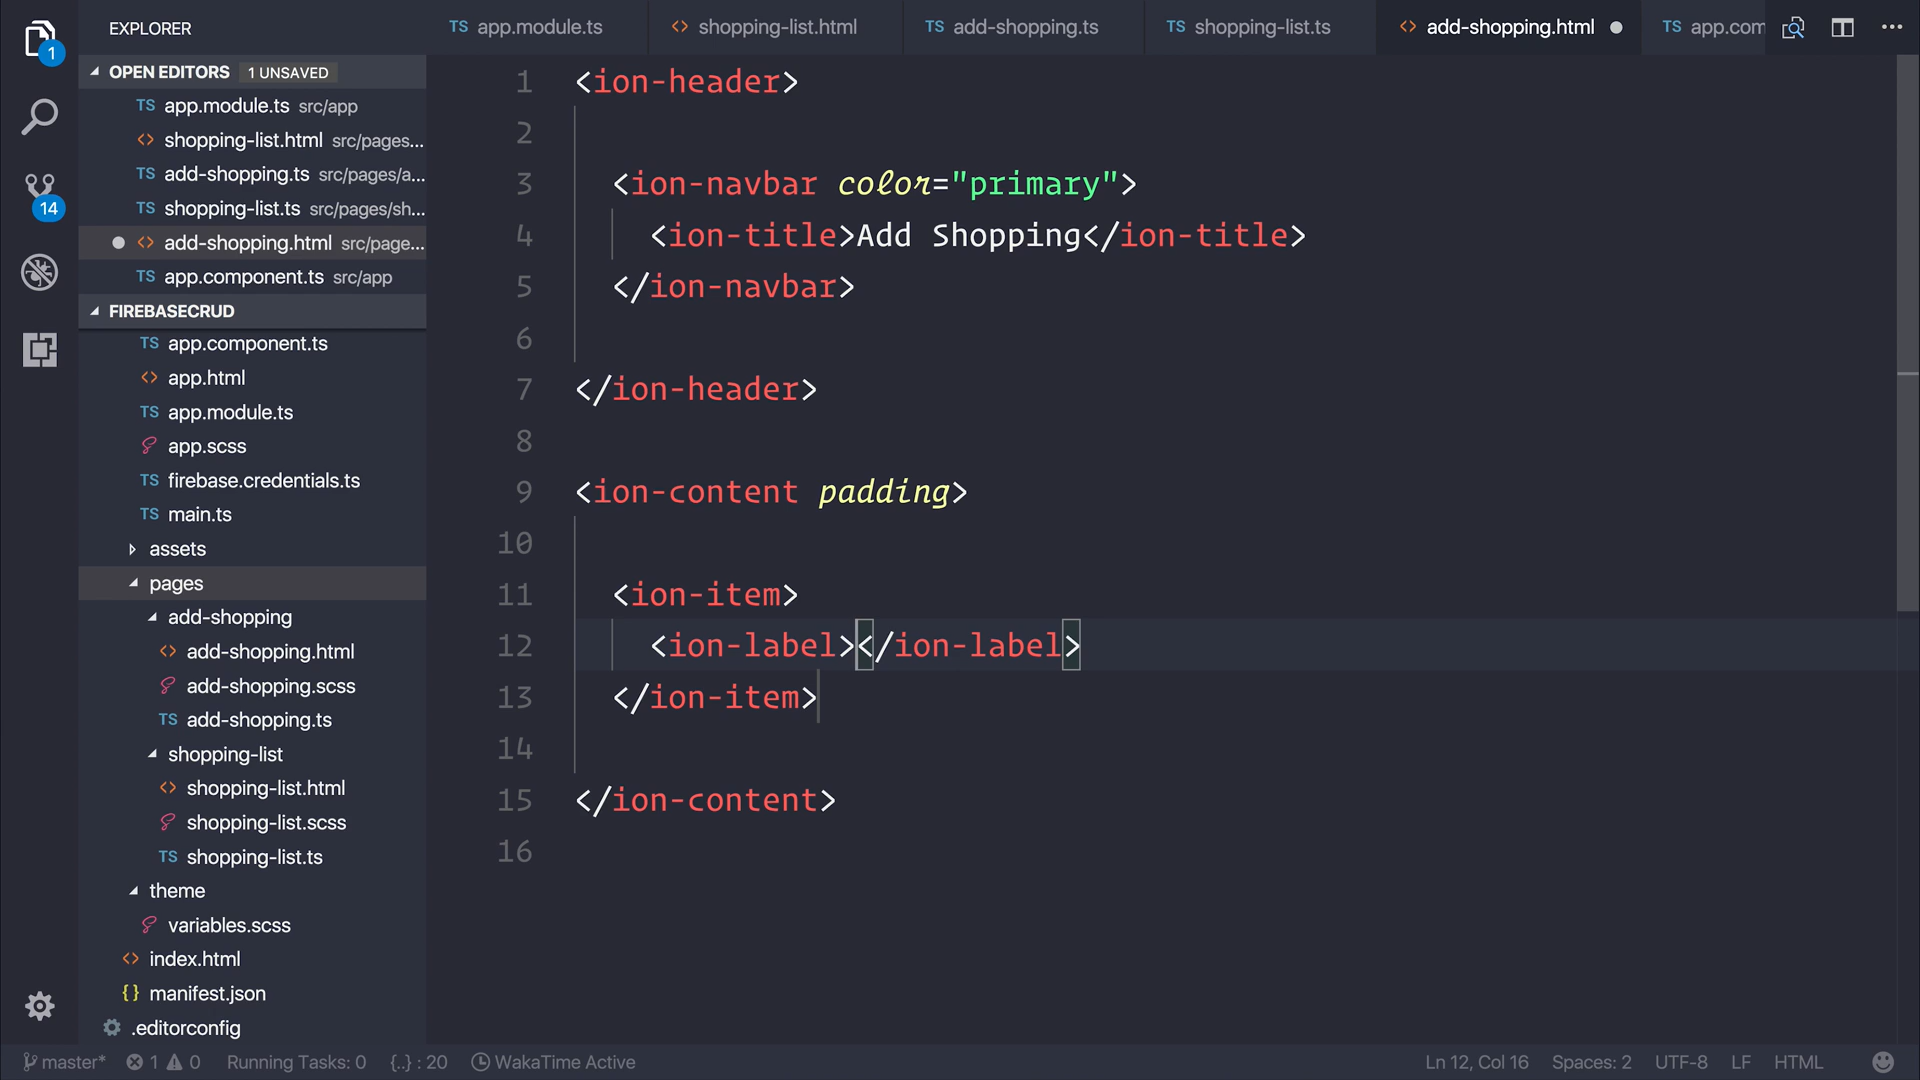 EXPLORER
1
OPEN EDITORS 1 UNSAVED
TS app.module.ts src/app
<> shopping-list.html src/pages...
TS add-shopping.ts src/pages/a...
TS shopping-list.ts src/pages/sh...
<> add-shopping.html src/page...
TS app.component.ts src/app
14
FIREBASECRUD
TS app.component.ts
<> app.html
TS app.module.ts
app.scss
TS firebase.credentials.ts
TS main.ts
assets
pages
add-shopping
<> add-shopping.html
add-shopping.scss
TS add-shopping.ts
shopping-list
<> shopping-list.html
shopping-list.scss
TS shopping-list.ts
theme
variables.scss
<> index.html
{} manifest.json
.editorconfig
TS app.module.ts
<> shopping-list.html
TS add-shopping.ts
TS shopping-list.ts
<> add-shopping.html
TS app.com
1 <ion-header>
2
3 <ion-navbar color="primary">
4 <ion-title>Add Shopping</ion-title>
5 </ion-navbar>
6
7 </ion-header>
8
9 <ion-content padding>
10
11 <ion-item>
12 <ion-label></ion-label>
13 </ion-item>
14
15 </ion-content>
16
master* 1 0 Running Tasks: 0 {..} : 20 WakaTime Active Ln 12, Col 16 Spaces: 2 UTF-8 LF HTML